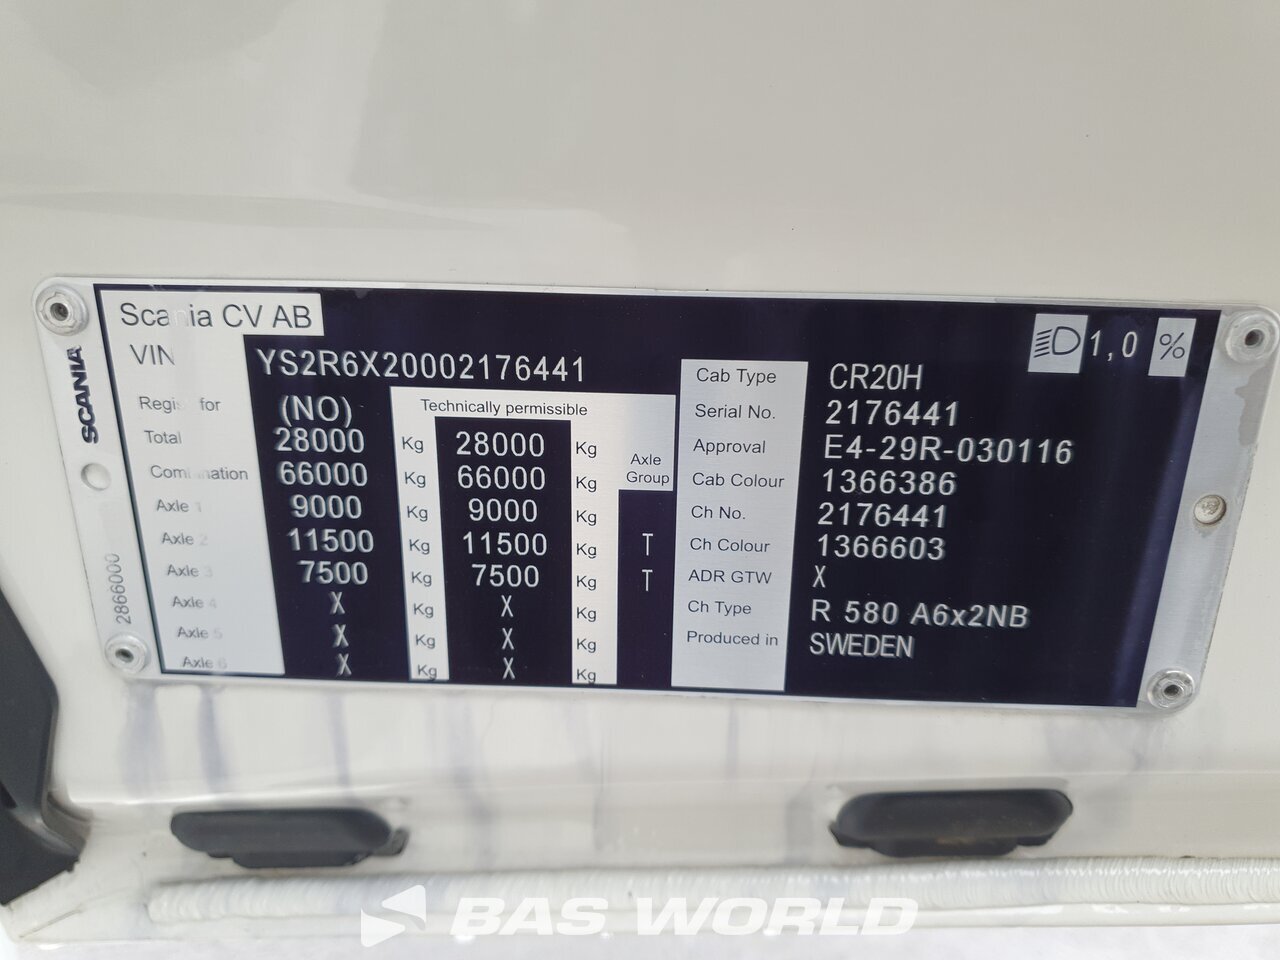 Scania CV AB
VIN YS2R6X20002176441
Regis for (NO)
Technically permissible
Total 28000 Kg 28000 Kg
Axle Group
Combination 66000 Kg 66000 Kg
Axle 1 9000 Kg 9000 Kg
Axle 2 11500 Kg 11500 Kg T
Axle 3 7500 Kg 7500 Kg T
Axle 4 X Kg X Kg
Axle 5 X Kg X Kg
Axle 6 X Kg X Kg
SCANIA
2866000
1,0 %
Cab Type CR20H
Serial No. 2176441
Approval E4-29R-030116
Cab Colour 1366386
Ch No. 2176441
Ch Colour 1366603
ADR GTW X
Ch Type R 580 A6x2NB
Produced in SWEDEN
BAS WORLD